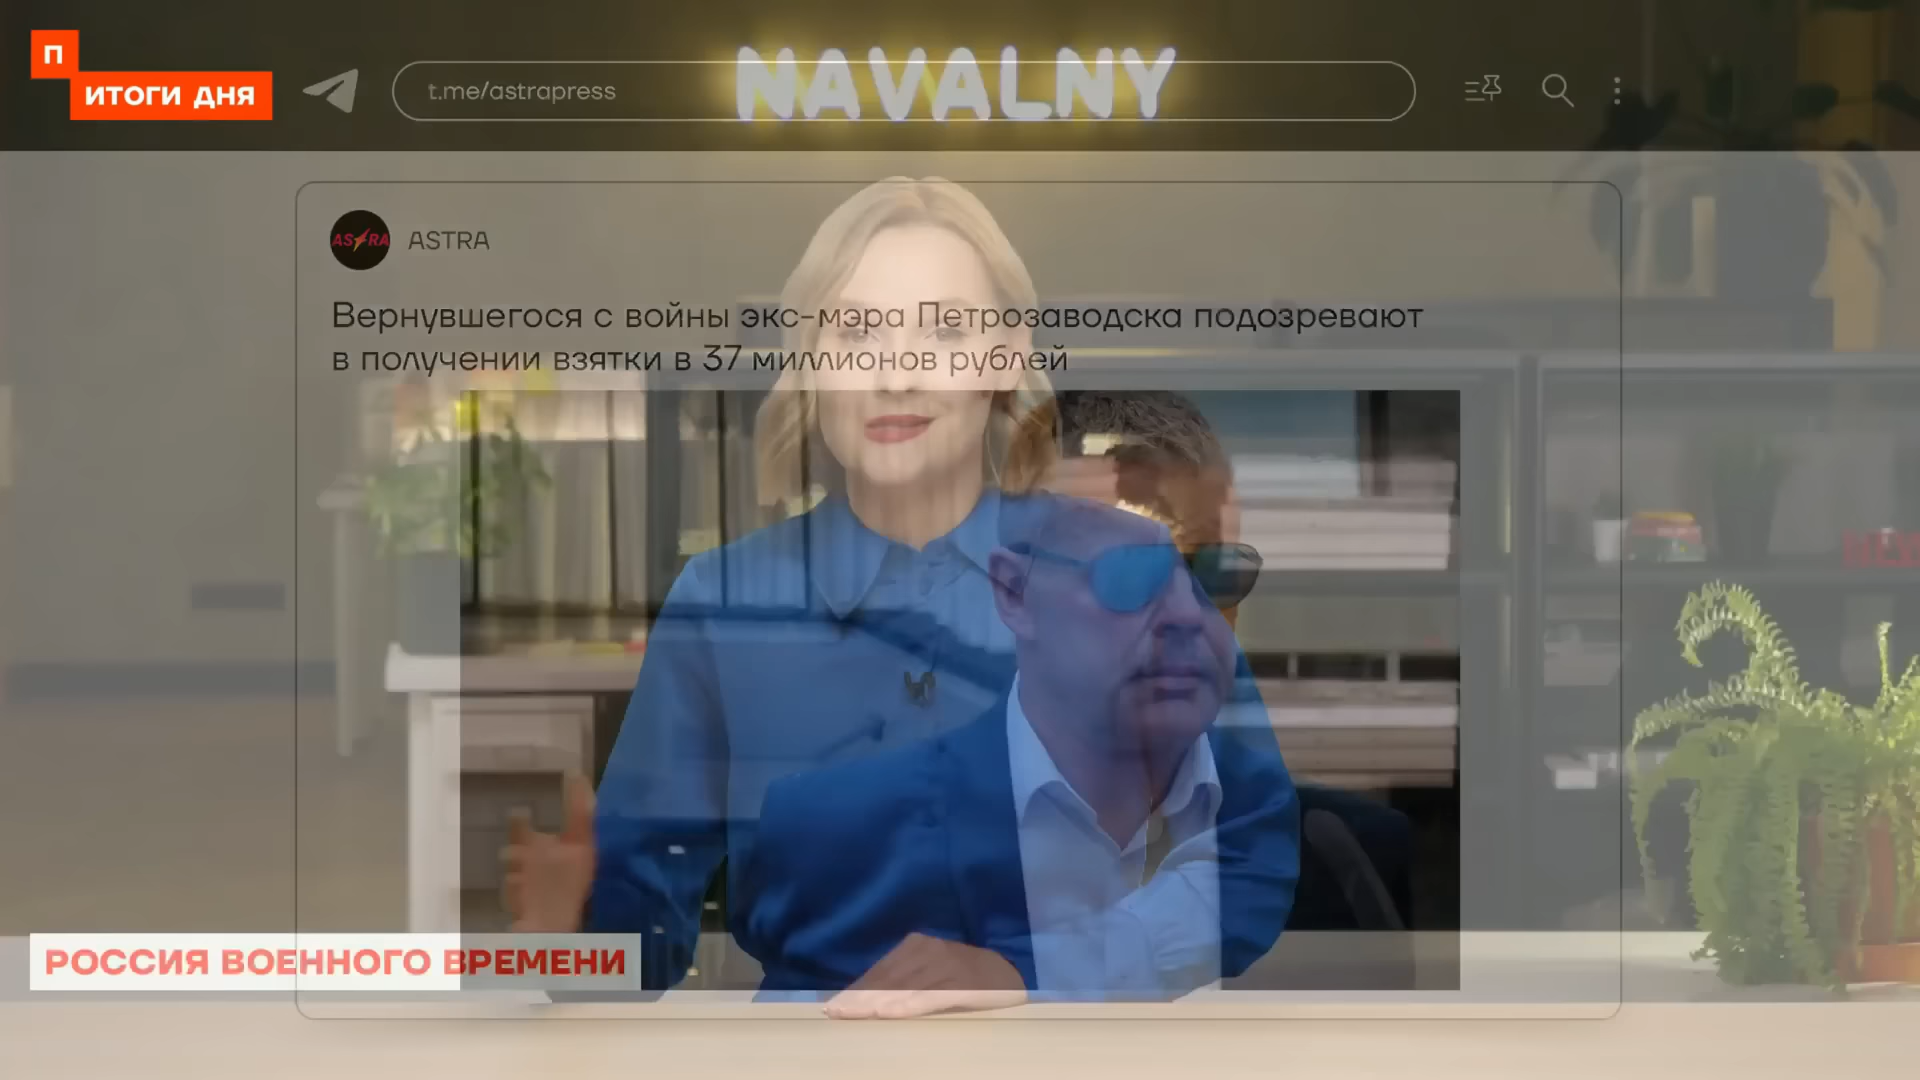 П
ИТОГИ ДНЯ
t.me/astrapress
NAVALNY
ASTRA
ASTRA
Вернувшегося с войны экс-мэра Петрозаводска подозревают
в получении взятки в 37 миллионов рублей
РОССИЯ ВОЕННОГО ВРЕМЕНИ